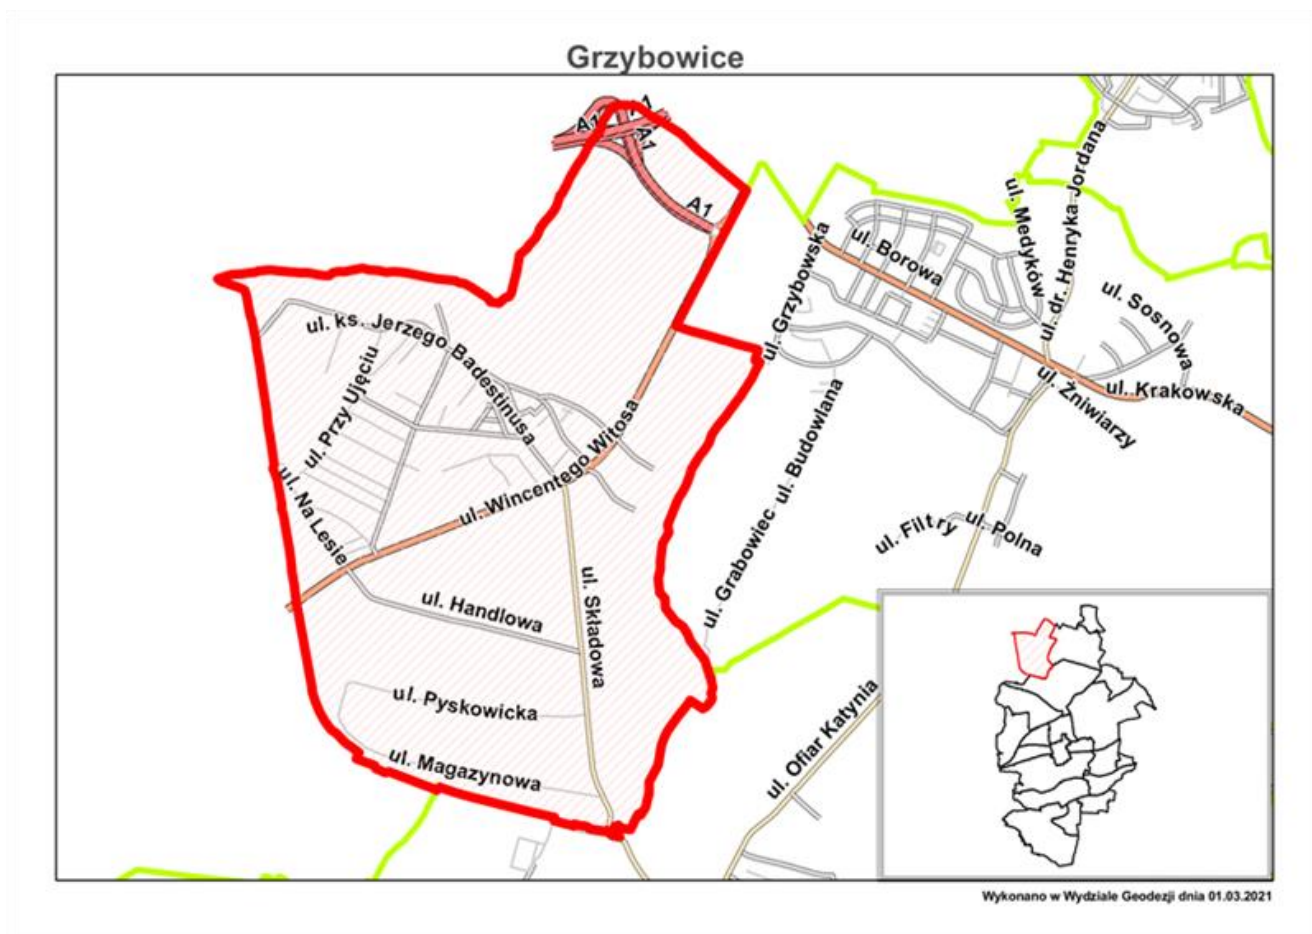 Grzybowice
A1
A1
A1
A1
ul. Medyków
ul. dr. Henryka Jordana
ul. Borowa
ul. Grzybowska
ul. Sosnowa
ul. ks. Jerzego Badestinusa
ul. Przy Ujęciu
ul. Żniwiarzy
ul. Krakowska
ul. Budowlana
ul. Wincentego Witosa
ul. Na Lesie
ul. Filtry
ul. Polna
ul. Grabowiec
ul. Handlowa
ul. Składowa
ul. Pyskowicka
ul. Ofiar Katynia
ul. Magazynowa
Wykonano w Wydziale Geodezji dnia 01.03.2021